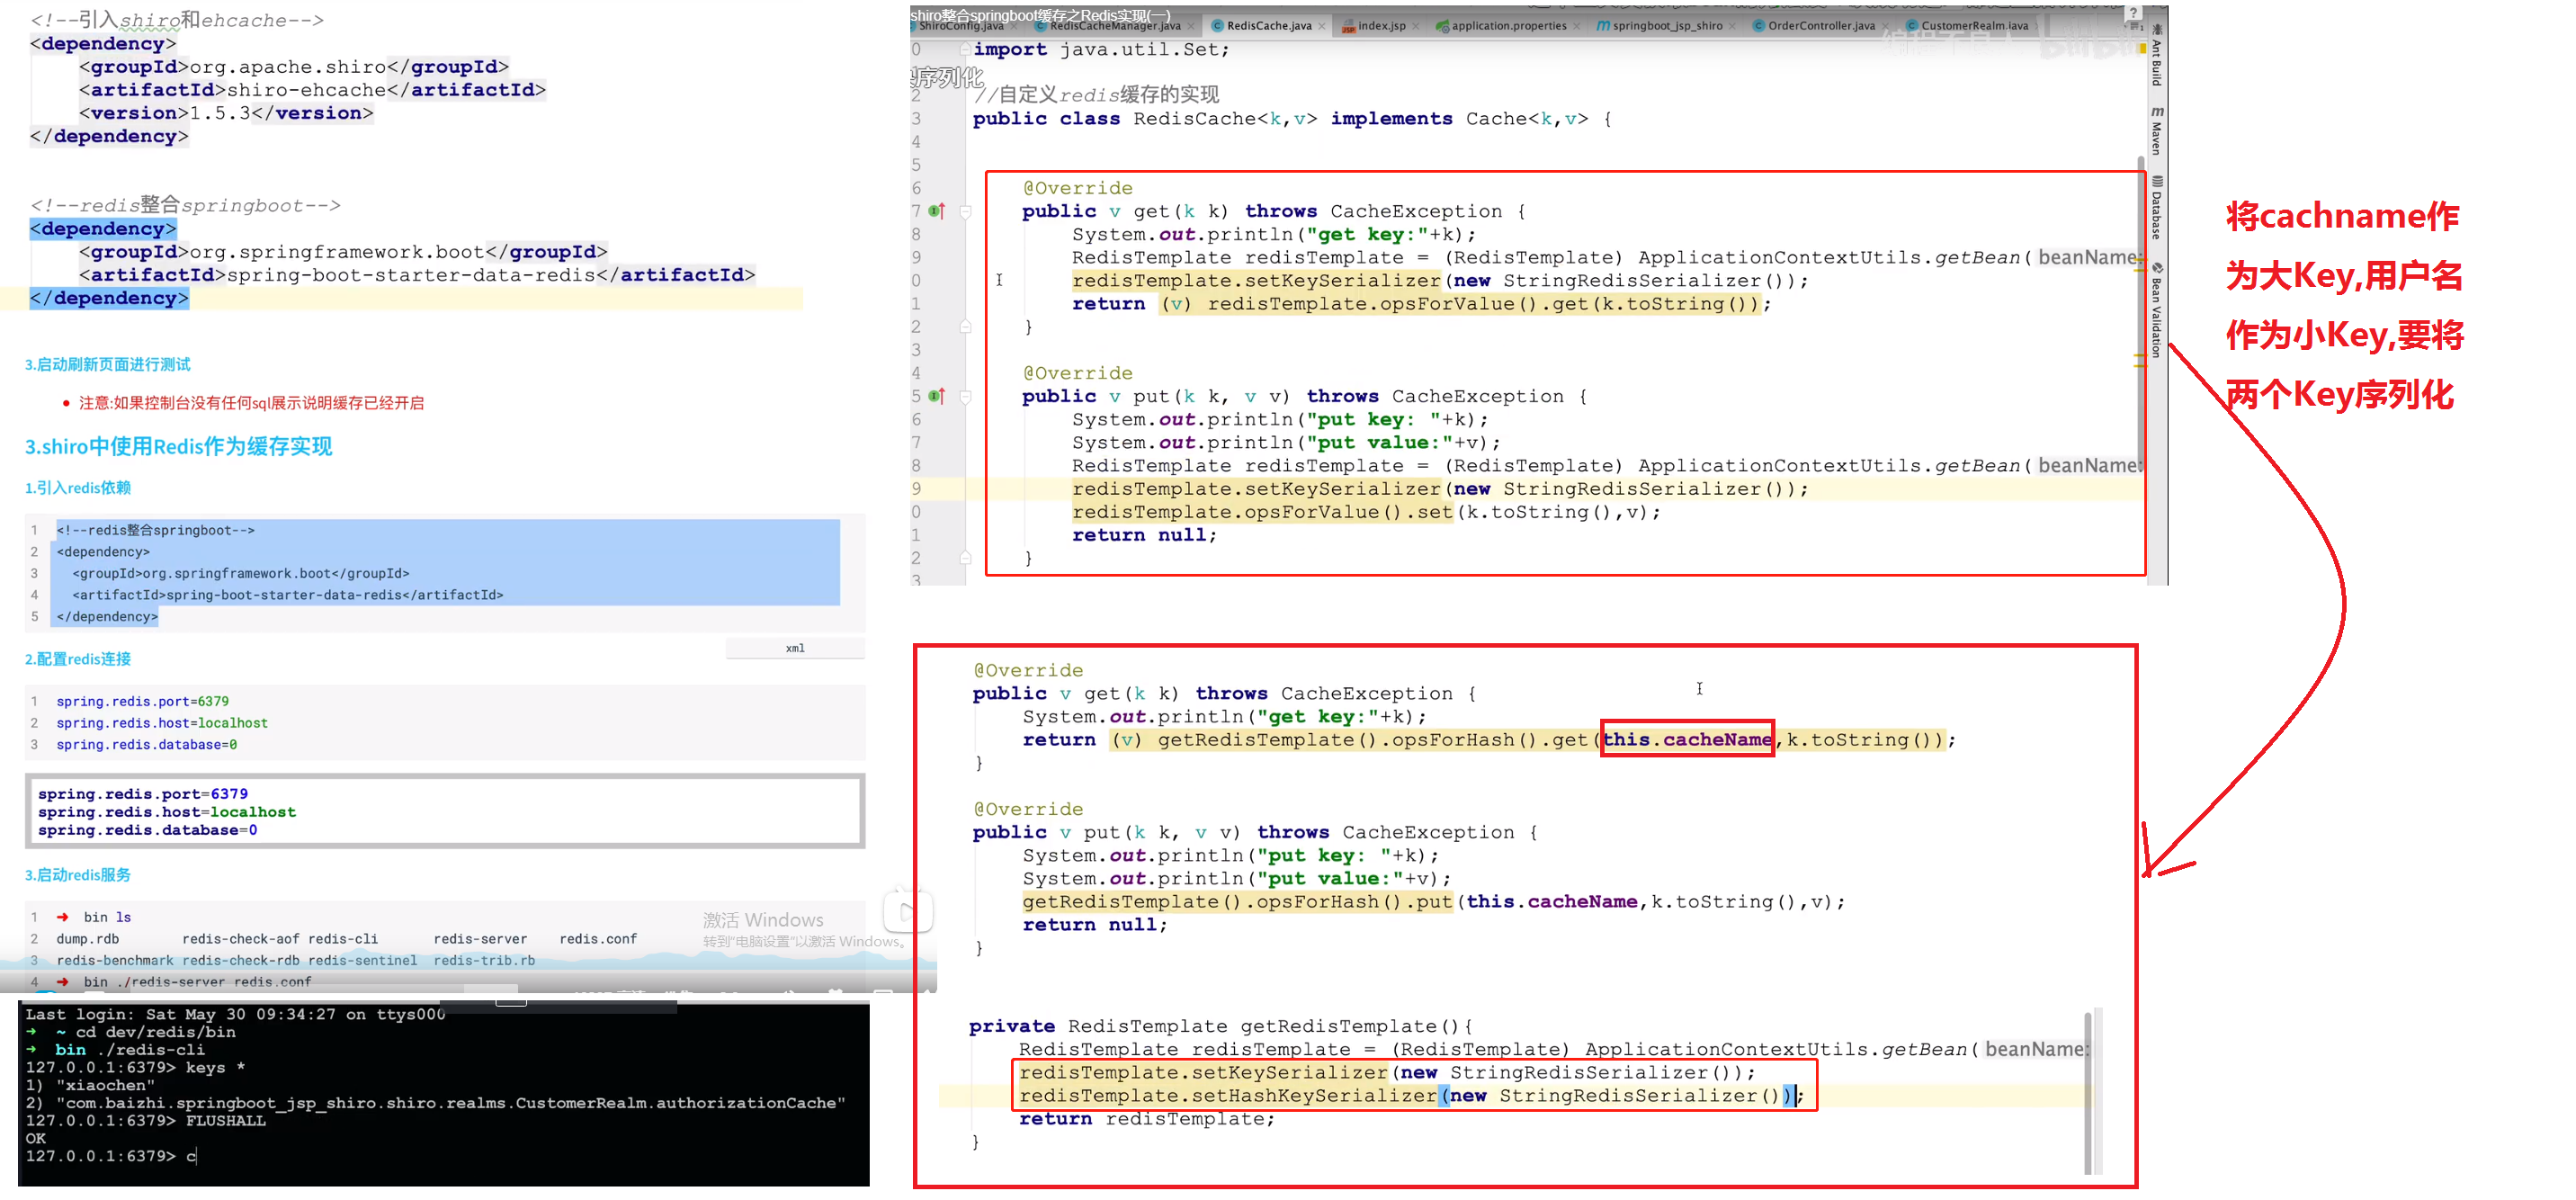 <!--引入shiro和ehcache-->
<dependency>
<groupId>org.apache.shiro</groupId>
<artifactId>shiro-ehcache</artifactId>
<version>1.5.3</version>
</dependency>
<!--redis整合springboot-->
<dependency>
<groupId>org.springframework.boot</groupId>
<artifactId>spring-boot-starter-data-redis</artifactId>
</dependency>
3.启动刷新页面进行测试
注意:如果控制台没有任何sql展示说明缓存已经开启
3.shiro中使用Redis作为缓存实现
1.引入redis依赖
1 <!--redis整合springboot-->
2 <dependency>
3 <groupId>org.springframework.boot</groupId>
4 <artifactId>spring-boot-starter-data-redis</artifactId>
5 </dependency>
xml
2.配置redis连接
1 spring.redis.port=6379
2 spring.redis.host=localhost
3 spring.redis.database=0
spring.redis.port=6379
spring.redis.host=localhost
spring.redis.database=0
3.启动redis服务
1 ➜ bin ls
2 dump.rdb redis-check-aof redis-cli redis-server redis.conf
3 redis-benchmark redis-check-rdb redis-sentinel redis-trib.rb
4 ➜ bin ./redis-server redis.conf
激活 Windows
转到"电脑设置"以激活 Windows。
Last login: Sat May 30 09:34:27 on ttys000
➜ ~ cd dev/redis/bin
➜ bin ./redis-cli
127.0.0.1:6379> keys *
1) "xiaochen"
2) "com.baizhi.springboot_jsp_shiro.shiro.realms.CustomerRealm.authorizationCache"
127.0.0.1:6379> FLUSHALL
OK
127.0.0.1:6379> c
shiro整合springboot缓存之Redis实现(一)
ShiroConfig.java RedisCacheManager.java RedisCache.java index.jsp application.properties springboot_jsp_shiro OrderController.java CustomerRealm.java
0 import java.util.Set;
序列化
2 //自定义redis缓存的实现
3 public class RedisCache<k,v> implements Cache<k,v> {
4
5
6 @Override
7 public v get(k k) throws CacheException {
8 System.out.println("get key:"+k);
9 RedisTemplate redisTemplate = (RedisTemplate) ApplicationContextUtils.getBean( beanName:
0 redisTemplate.setKeySerializer(new StringRedisSerializer());
1 return (v) redisTemplate.opsForValue().get(k.toString());
2 }
3
4 @Override
5 public v put(k k, v v) throws CacheException {
6 System.out.println("put key: "+k);
7 System.out.println("put value:"+v);
8 RedisTemplate redisTemplate = (RedisTemplate) ApplicationContextUtils.getBean( beanName:
9 redisTemplate.setKeySerializer(new StringRedisSerializer());
0 redisTemplate.opsForValue().set(k.toString(),v);
1 return null;
2 }
3
Ant Build
Maven
Database
Bean Validation
将cachname作
为大Key,用户名
作为小Key,要将
两个Key序列化
@Override
public v get(k k) throws CacheException {
System.out.println("get key:"+k);
return (v) getRedisTemplate().opsForHash().get(this.cacheName,k.toString());
}
@Override
public v put(k k, v v) throws CacheException {
System.out.println("put key: "+k);
System.out.println("put value:"+v);
getRedisTemplate().opsForHash().put(this.cacheName,k.toString(),v);
return null;
}
private RedisTemplate getRedisTemplate(){
RedisTemplate redisTemplate = (RedisTemplate) ApplicationContextUtils.getBean( beanName:
redisTemplate.setKeySerializer(new StringRedisSerializer());
redisTemplate.setHashKeySerializer(new StringRedisSerializer());
return redisTemplate;
}